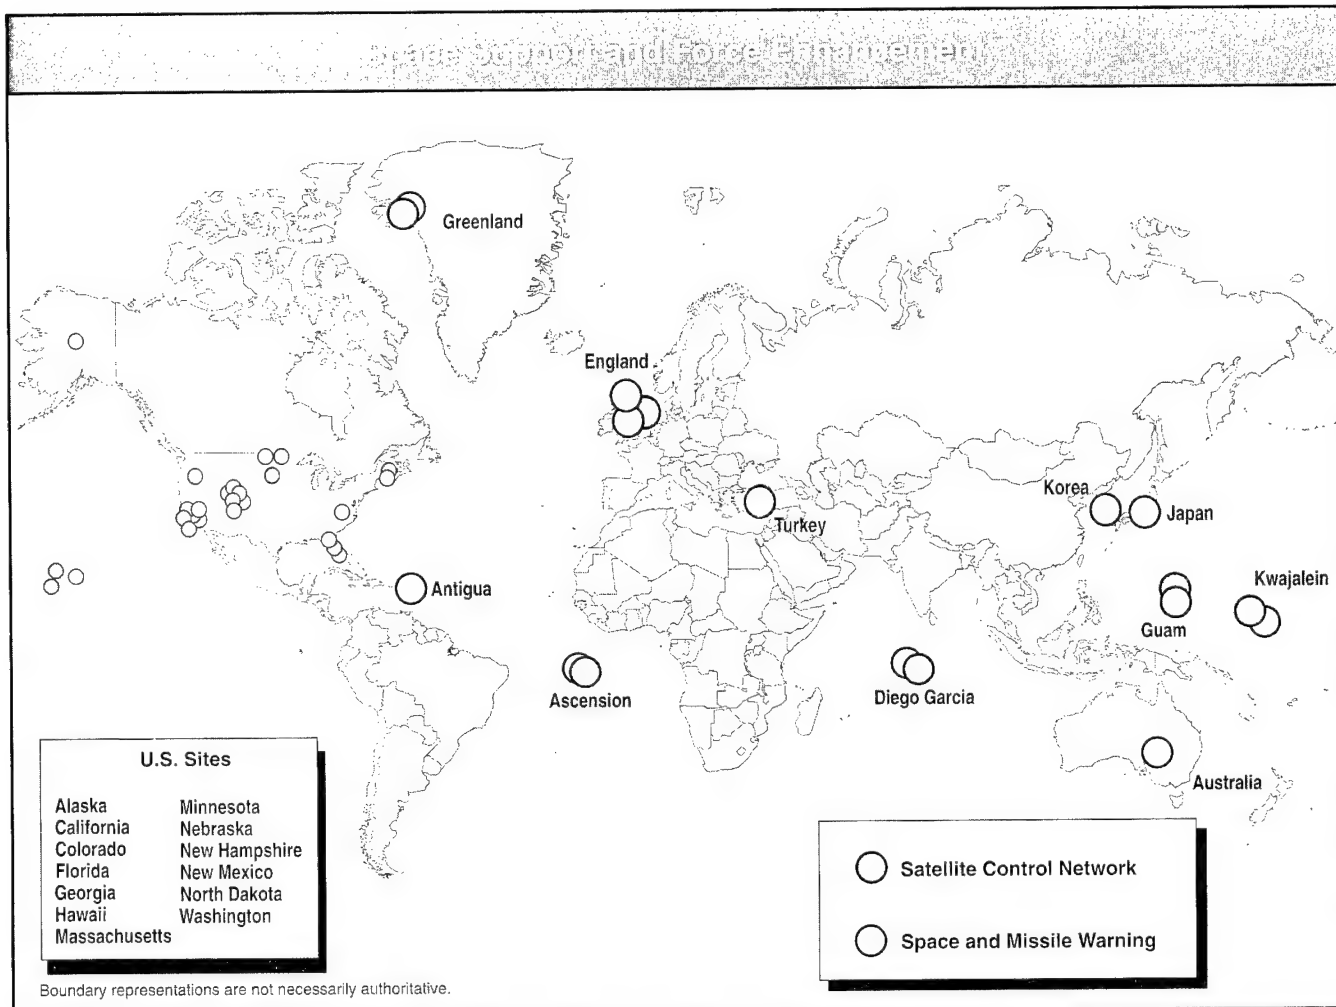 Space Support and Force Enhancement
Greenland
England
Korea
Japan
Turkey
Antigua
Kwajalein
Guam
Ascension
Diego Garcia
Australia
U.S. Sites
Alaska
California
Colorado
Florida
Georgia
Hawaii
Massachusetts
Minnesota
Nebraska
New Hampshire
New Mexico
North Dakota
Washington
Satellite Control Network
Space and Missile Warning
Boundary representations are not necessarily authoritative.